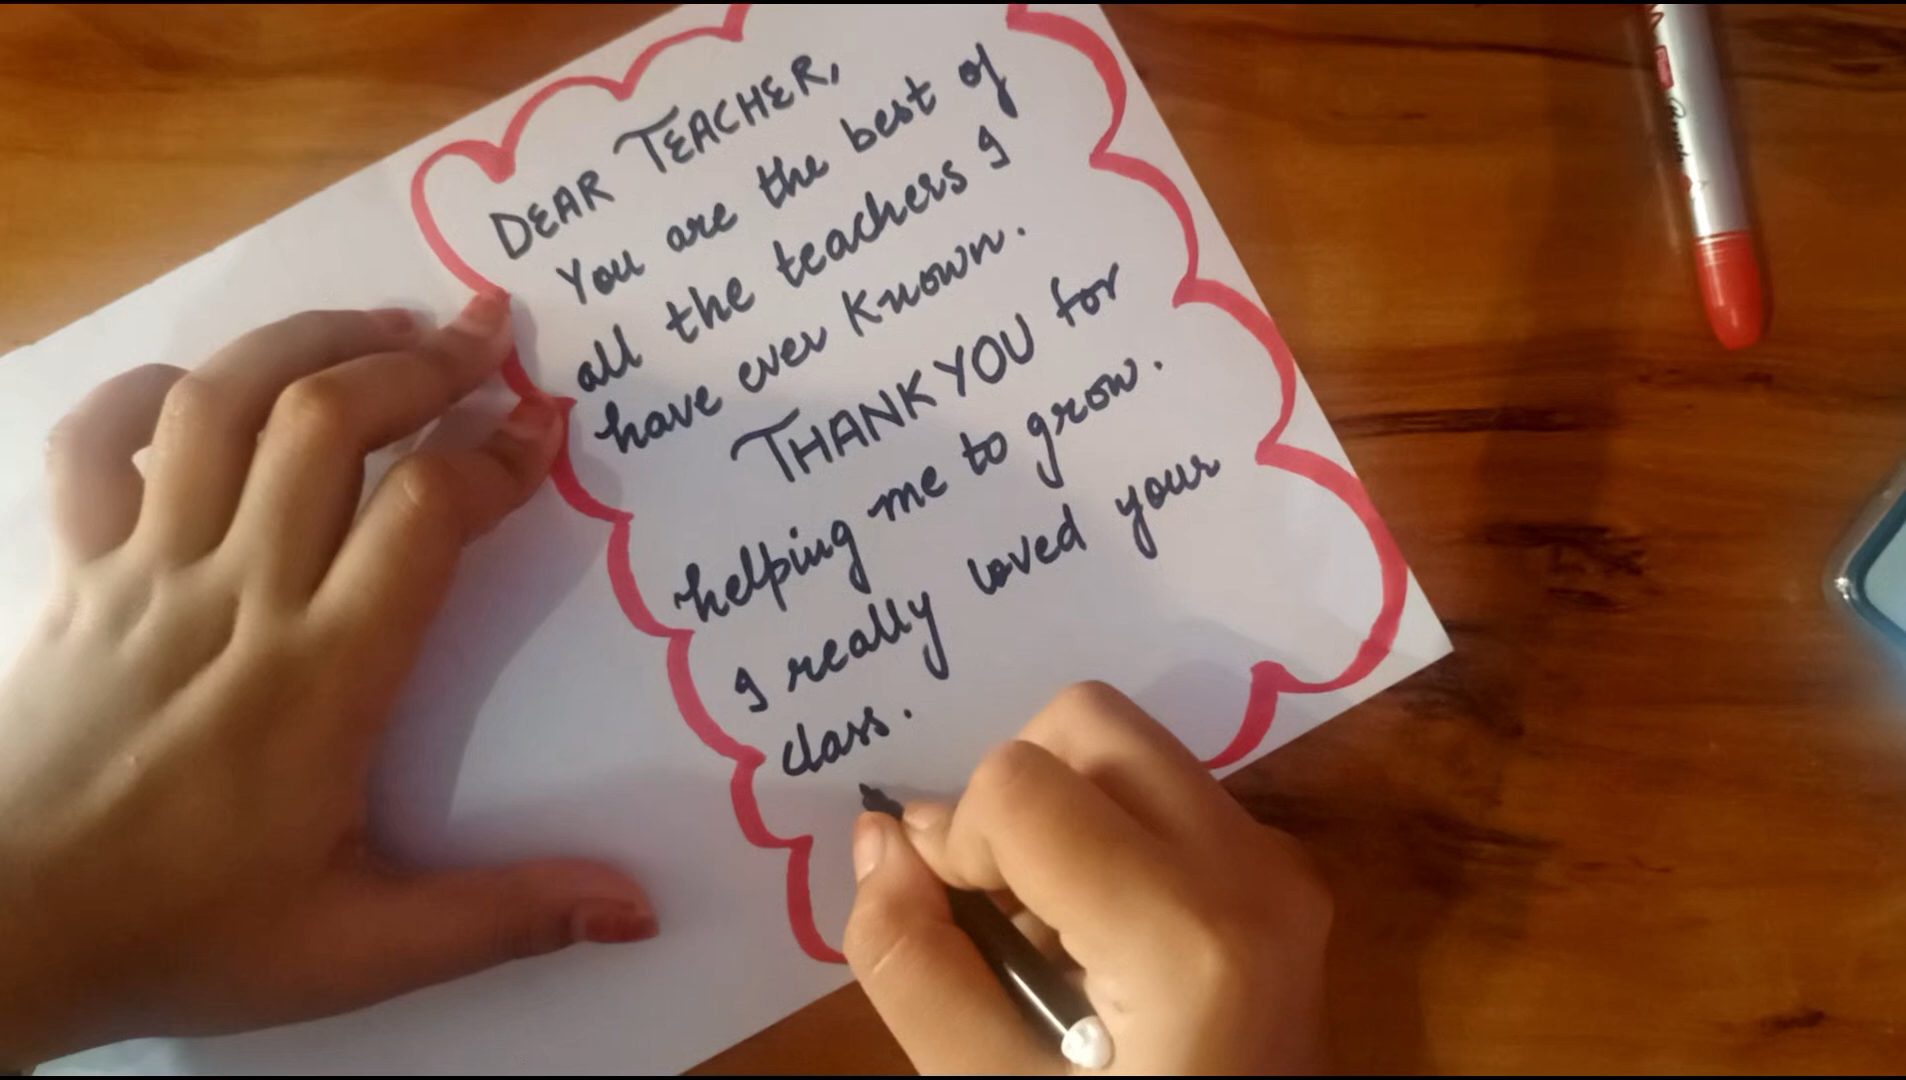 DEAR TEACHER,
You are the best of
all the teachers I
have ever known.
THANK YOU for
helping me to grow.
I really loved your
class.